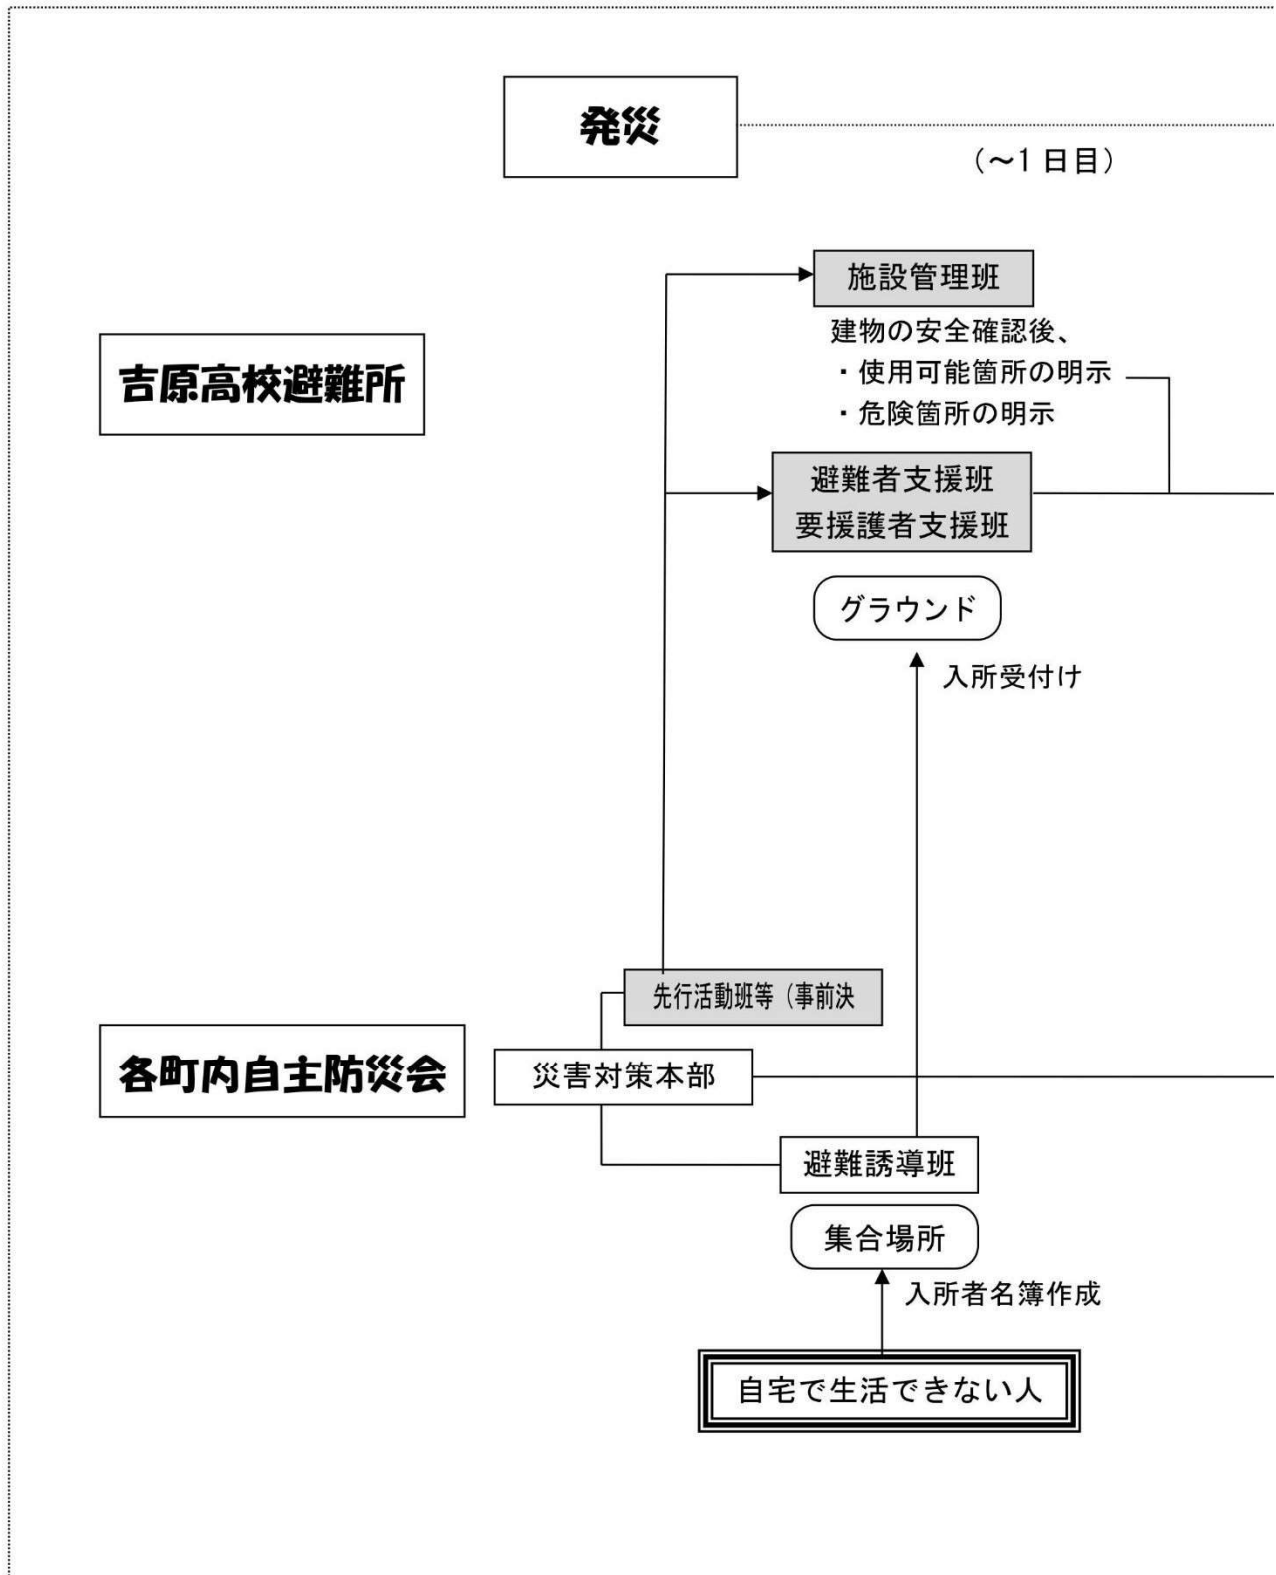 発災
(～1日目)
施設管理班
建物の安全確認後、
・使用可能箇所の明示
・危険箇所の明示
吉原高校避難所
避難者支援班
要援護者支援班
グラウンド
入所受付け
先行活動班等(事前決
各町内自主防災会
災害対策本部
避難誘導班
集合場所
入所者名簿作成
自宅で生活できない人